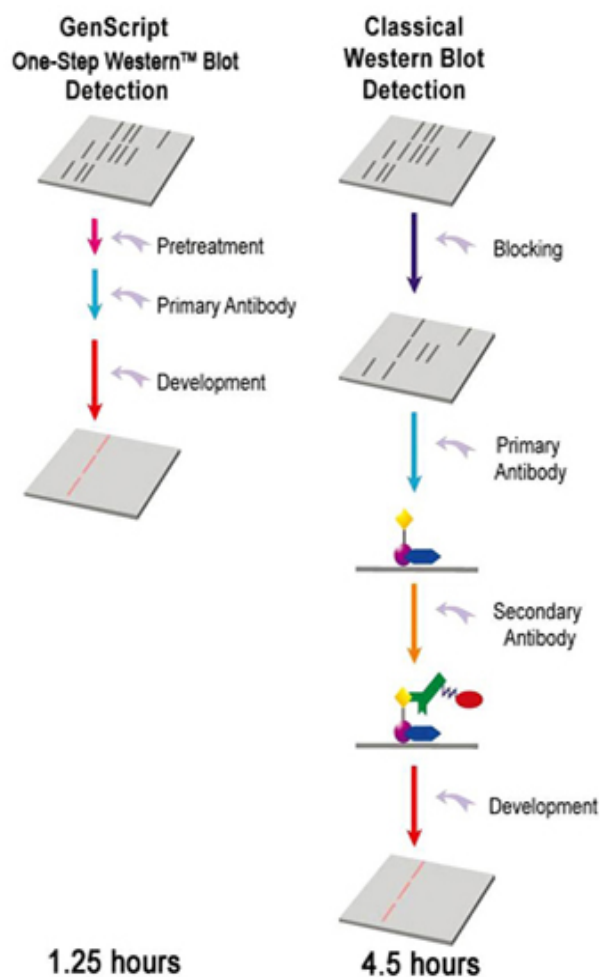 GenScript
One-Step Western™ Blot
Detection
Pretreatment
Primary Antibody
Development
1.25 hours
Classical
Western Blot
Detection
Blocking
Primary
Antibody
Secondary
Antibody
Development
4.5 hours